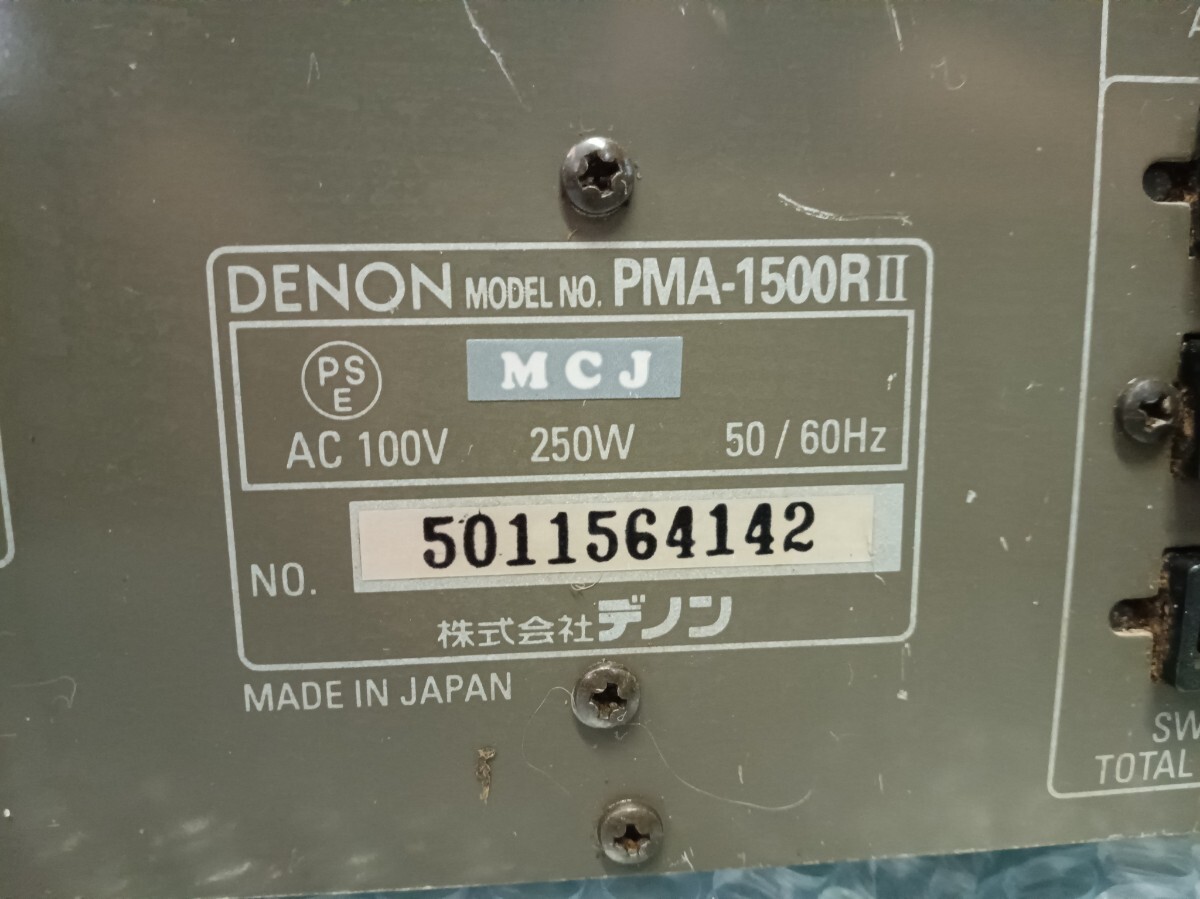 DENON MODEL NO. PMA-1500RⅡ
PSE
MCJ
AC 100V 250W 50/60Hz
NO. 5011564142
株式会社デノン
MADE IN JAPAN
SW
TOTAL